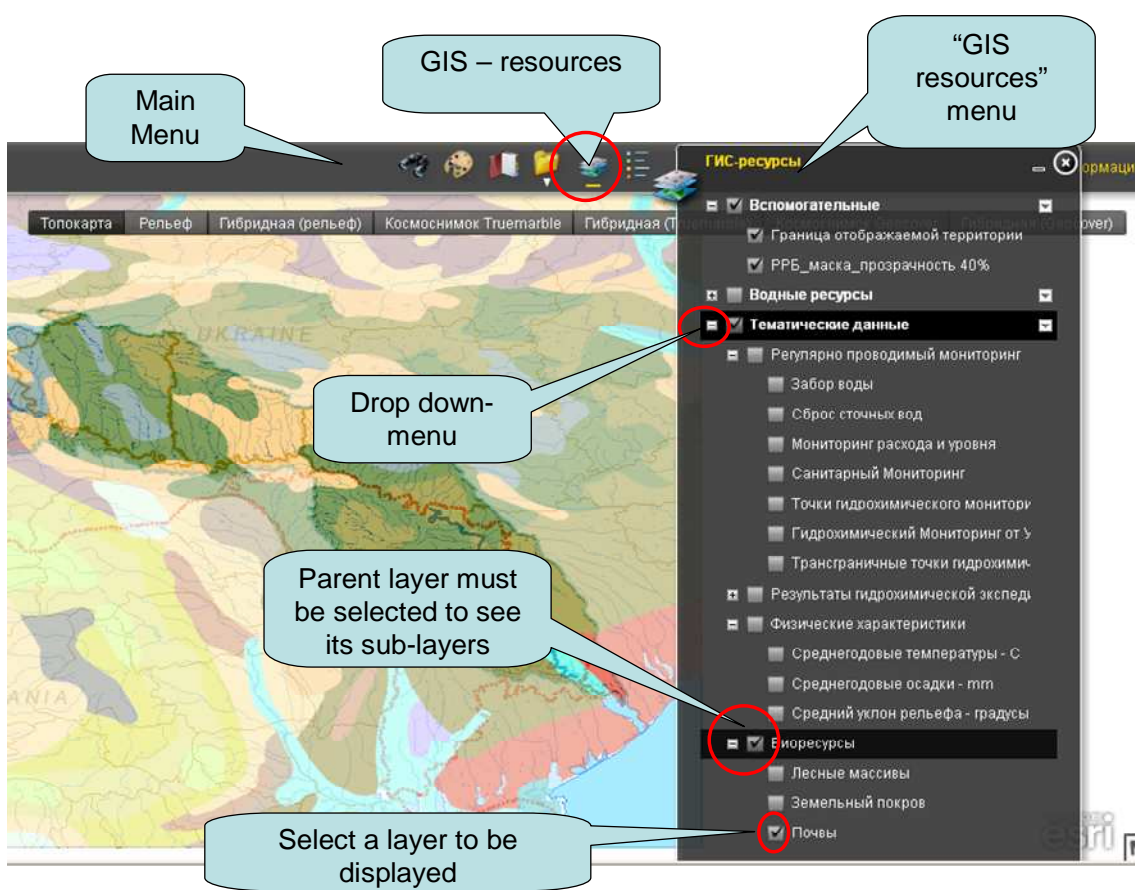 GIS – resources
“GIS
resources”
menu
Main
Menu
ГИС-ресурсы
Топокарта
Рельеф
Гибридная (рельеф)
Космоснимок Truemarble
Гибридная
over)
Вспомогательные
Граница отображаемой территории
РРБ_маска_прозрачность 40%
Водные ресурсы
Тематические данные
Регулярно проводимый мониторинг
Забор воды
Сброс сточных вод
Мониторинг расхода и уровня
Санитарный Мониторинг
Точки гидрохимического монитори
Гидрохимический Мониторинг от У
Трансграничные точки гидрохимич
Результаты гидрохимической экспеди
Физические характеристики
Среднегодовые температуры - С
Среднегодовые осадки - mm
Средний уклон рельефа - градусы
Биоресурсы
Лесные массивы
Земельный покров
Почвы
UKRAINE
Drop down-
menu
Parent layer must
be selected to see
its sub-layers
ANIA
Select a layer to be
displayed
esri